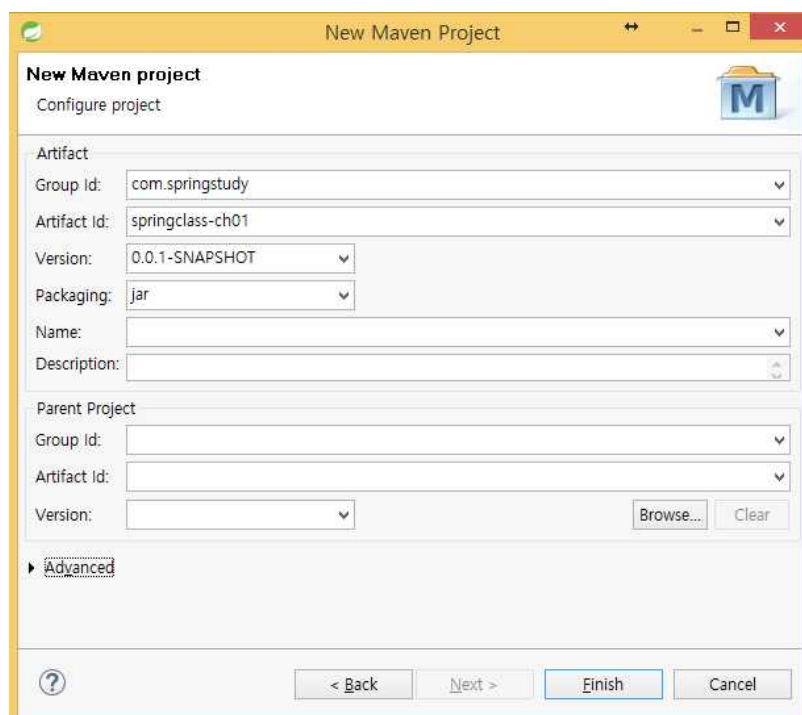 New Maven Project
New Maven project
Configure project
M
Artifact
Group Id: com.springstudy
Artifact Id: springclass-ch01
Version: 0.0.1-SNAPSHOT
Packaging: jar
Name:
Description:
Parent Project
Group Id:
Artifact Id:
Version: Browse... Clear
Advanced
? < Back Next > Finish Cancel